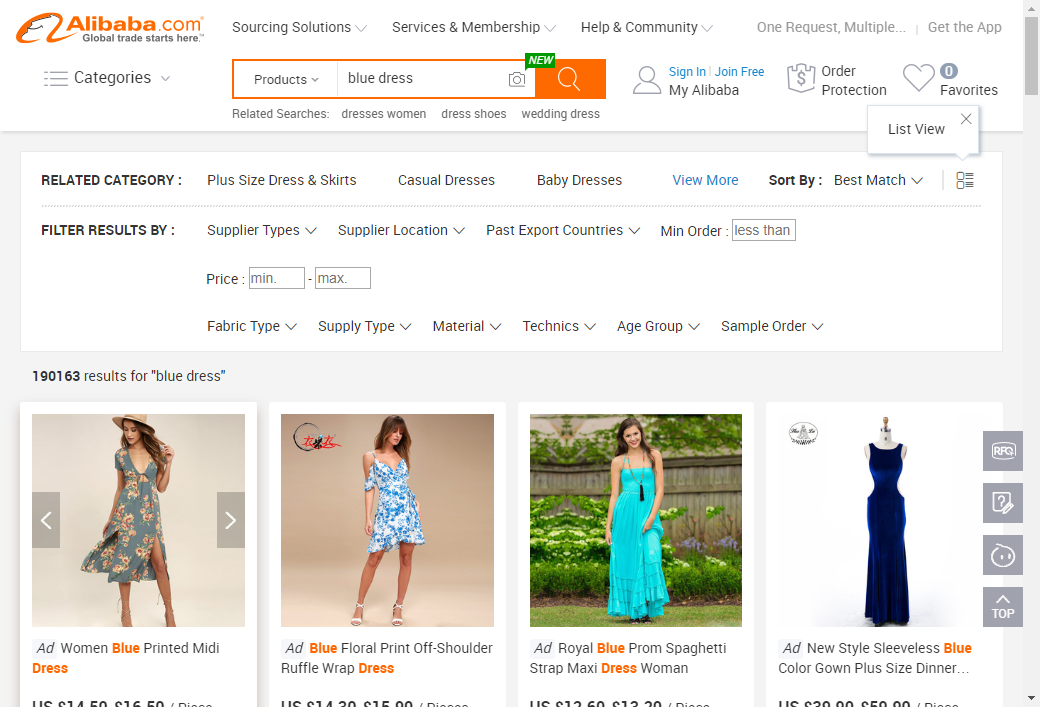 Alibaba.com
Global trade starts here.™
Sourcing Solutions
Services & Membership
Help & Community
One Request, Multiple...
Get the App
Categories
Products
blue dress
NEW
Sign In | Join Free
My Alibaba
Order
Protection
0
Favorites
Related Searches: dresses women dress shoes wedding dress
List View
RELATED CATEGORY : Plus Size Dress & Skirts Casual Dresses Baby Dresses View More Sort By : Best Match
FILTER RESULTS BY : Supplier Types Supplier Location Past Export Countries Min Order : less than
Price : min. - max.
Fabric Type Supply Type Material Technics Age Group Sample Order
190163 results for "blue dress"
RFQ
TOP
Ad Women Blue Printed Midi
Dress
Ad Blue Floral Print Off-Shoulder
Ruffle Wrap Dress
Ad Royal Blue Prom Spaghetti
Strap Maxi Dress Woman
Ad New Style Sleeveless Blue
Color Gown Plus Size Dinner...
US $14.50-$16.50 / Piece
US $14.30-$15.90 / Pieces
US $12.60-$13.20 / Piece
US $39.90-$59.90 / Piece